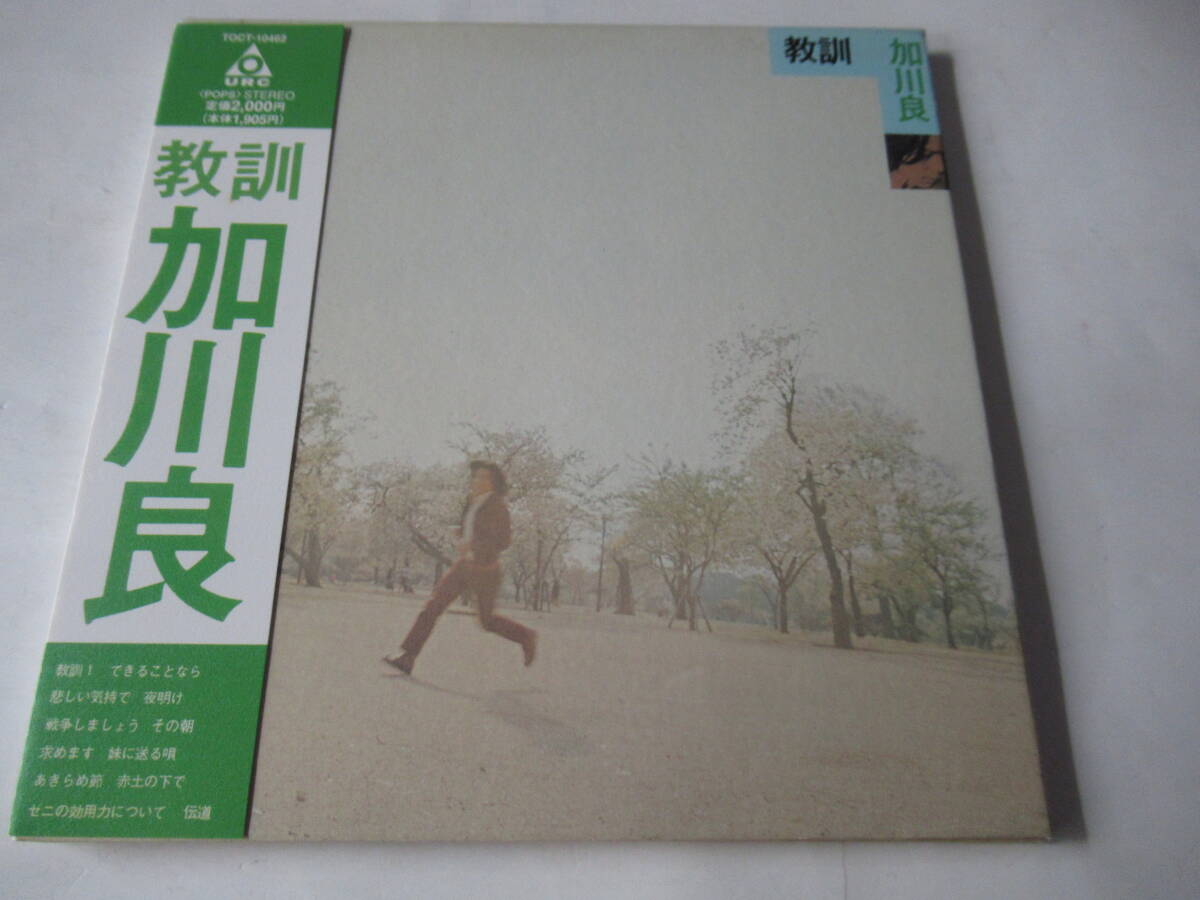 TOCT-10462
URC
〈POPS〉STEREO
定価2,000円
(本体1,905円)
教訓
加川良
教訓！ できることなら
悲しい気持で 夜明け
戦争しましょう その朝
求めます 妹に送る唄
あきらめ節 赤土の下で
ゼニの効用力について 伝道
教訓
加川良